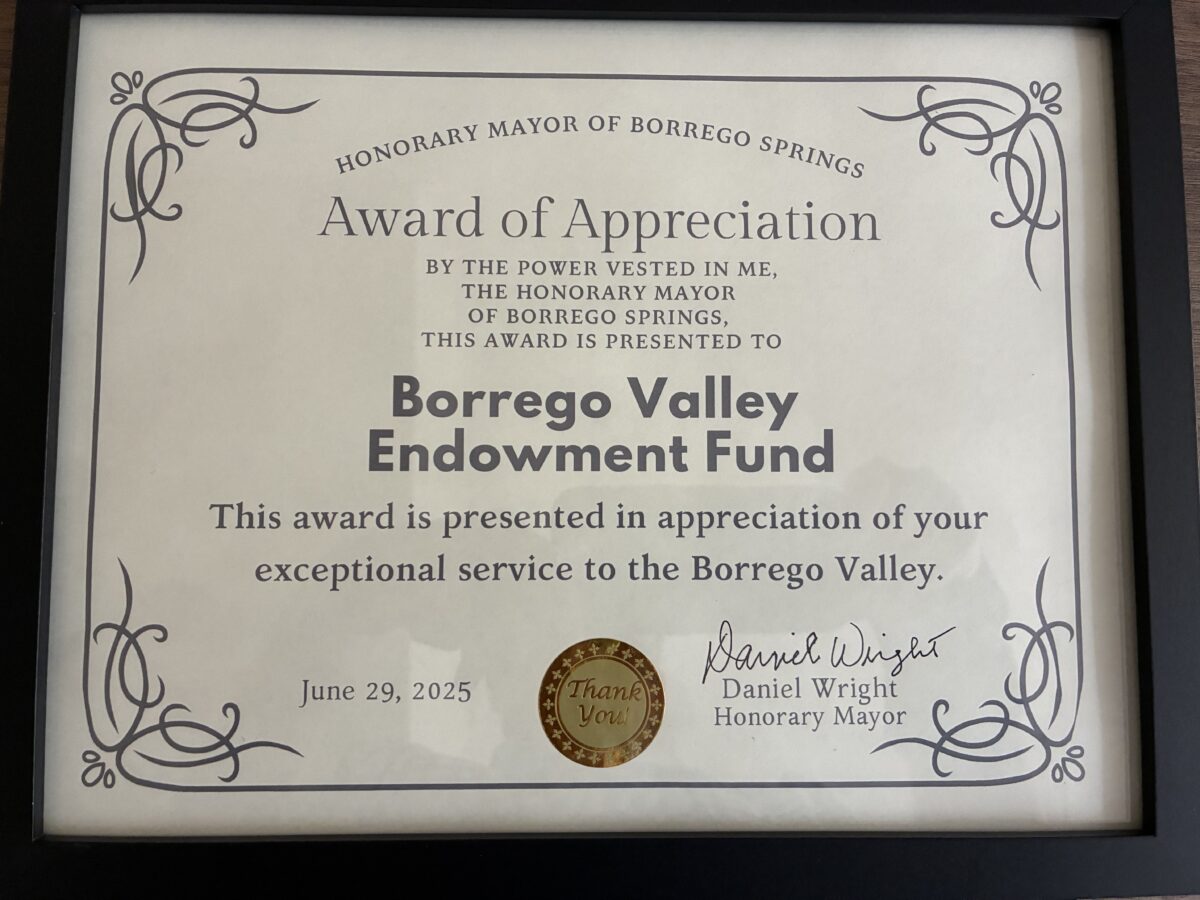 HONORARY MAYOR OF BORREGO SPRINGS
Award of Appreciation
BY THE POWER VESTED IN ME,
THE HONORARY MAYOR
OF BORREGO SPRINGS,
THIS AWARD IS PRESENTED TO
Borrego Valley
Endowment Fund
This award is presented in appreciation of your
exceptional service to the Borrego Valley.
June 29, 2025
Thank
You!
Daniel Wright
Daniel Wright
Honorary Mayor